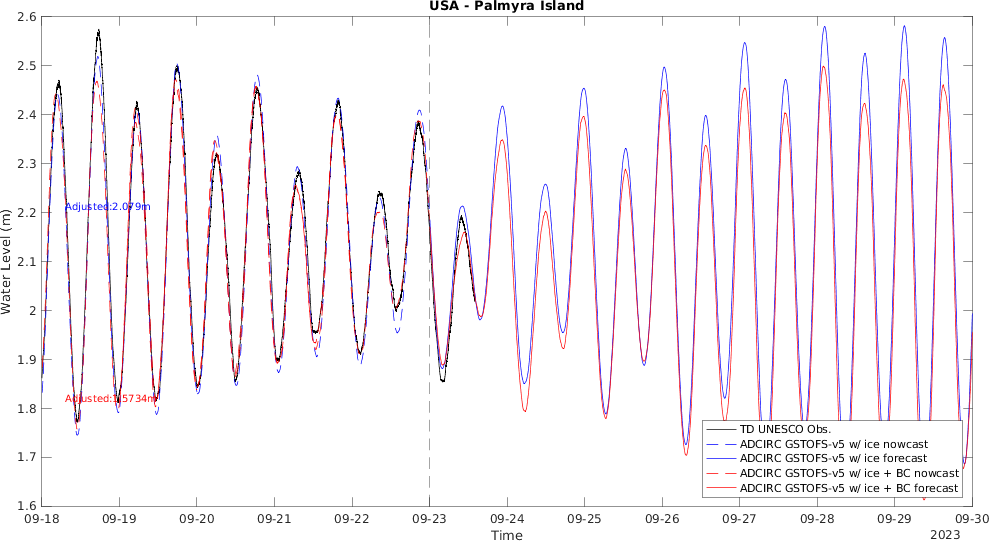 USA - Palmyra Island
2.6
2.5
2.4
2.3
2.2
2.1
2
1.9
1.8
1.7
1.6
Water Level (m)
Adjusted:2.079m
Adjusted:1.5734m
TD UNESCO Obs.
ADCIRC GSTOFS-v5 w/ ice nowcast
ADCIRC GSTOFS-v5 w/ ice forecast
ADCIRC GSTOFS-v5 w/ ice + BC nowcast
ADCIRC GSTOFS-v5 w/ ice + BC forecast
09-18 09-19 09-20 09-21 09-22 09-23 09-24 09-25 09-26 09-27 09-28 09-29 09-30
Time
2023